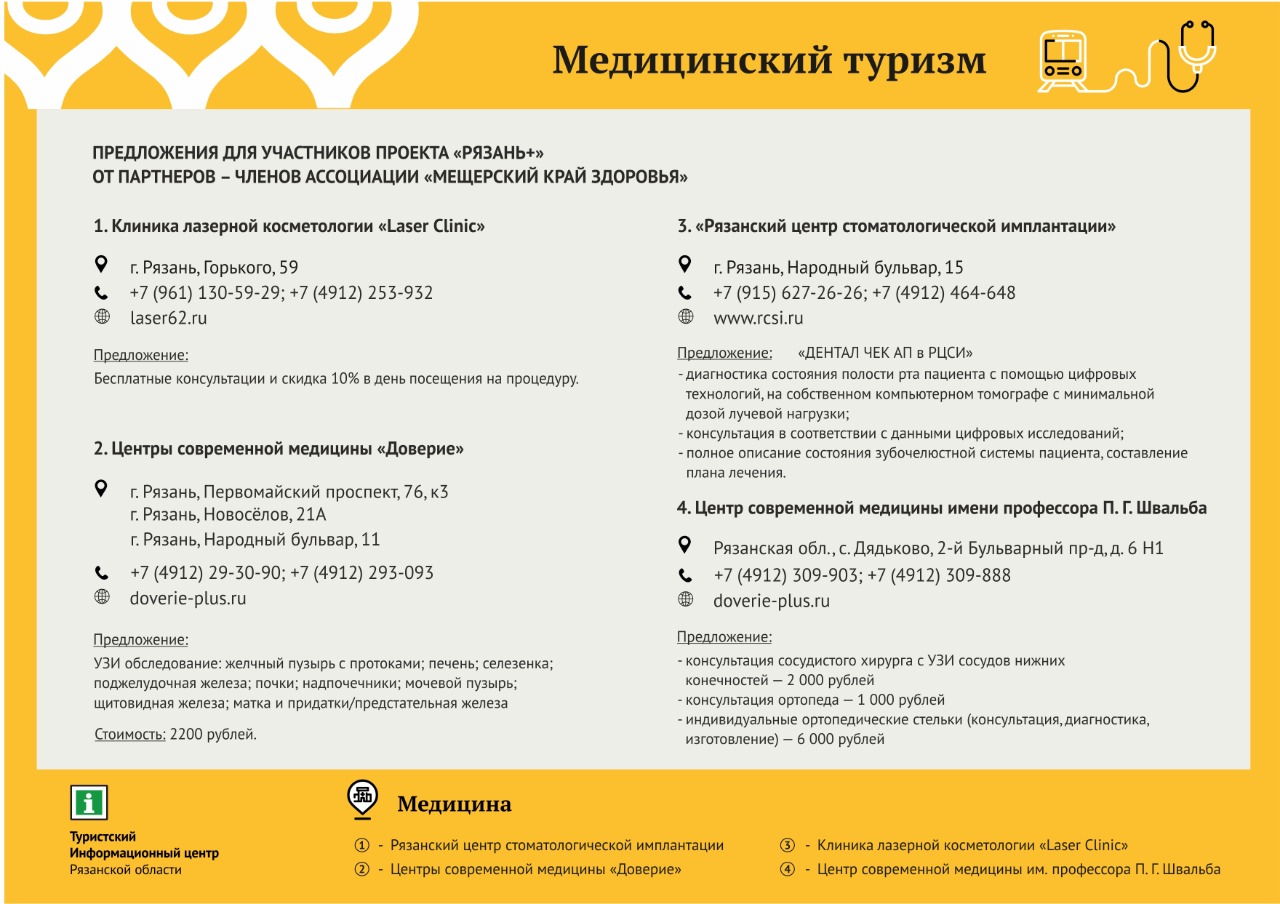 Медицинский туризм
ПРЕДЛОЖЕНИЯ ДЛЯ УЧАСТНИКОВ ПРОЕКТА «РЯЗАНЬ+»
ОТ ПАРТНЕРОВ – ЧЛЕНОВ АССОЦИАЦИИ «МЕЩЕРСКИЙ КРАЙ ЗДОРОВЬЯ»
1. Клиника лазерной косметологии «Laser Clinic»
г. Рязань, Горького, 59
+7 (961) 130-59-29; +7 (4912) 253-932
laser62.ru
Предложение:
Бесплатные консультации и скидка 10% в день посещения на процедуру.
2. Центры современной медицины «Доверие»
г. Рязань, Первомайский проспект, 76, к3
г. Рязань, Новосёлов, 21А
г. Рязань, Народный бульвар, 11
+7 (4912) 29-30-90; +7 (4912) 293-093
doverie-plus.ru
Предложение:
УЗИ обследование: желчный пузырь с протоками; печень; селезенка;
поджелудочная железа; почки; надпочечники; мочевой пузырь;
щитовидная железа; матка и придатки/предстательная железа
Стоимость: 2200 рублей.
3. «Рязанский центр стоматологической имплантации»
г. Рязань, Народный бульвар, 15
+7 (915) 627-26-26; +7 (4912) 464-648
www.rcsi.ru
Предложение: «ДЕНТАЛ ЧЕК АП в РЦСИ»
- диагностика состояния полости рта пациента с помощью цифровых
технологий, на собственном компьютерном томографе с минимальной
дозой лучевой нагрузки;
- консультация в соответствии с данными цифровых исследований;
- полное описание состояния зубочелюстной системы пациента, составление
плана лечения.
4. Центр современной медицины имени профессора П. Г. Швальба
Рязанская обл., с. Дядьково, 2-й Бульварный пр-д, д. 6 Н1
+7 (4912) 309-903; +7 (4912) 309-888
doverie-plus.ru
Предложение:
- консультация сосудистого хирурга с УЗИ сосудов нижних
конечностей — 2 000 рублей
- консультация ортопеда — 1 000 рублей
- индивидуальные ортопедические стельки (консультация, диагностика,
изготовление) — 6 000 рублей
i
Туристский
Информационный центр
Рязанской области
Медицина
① - Рязанский центр стоматологической имплантации
② - Центры современной медицины «Доверие»
③ - Клиника лазерной косметологии «Laser Clinic»
④ - Центр современной медицины им. профессора П. Г. Швальба